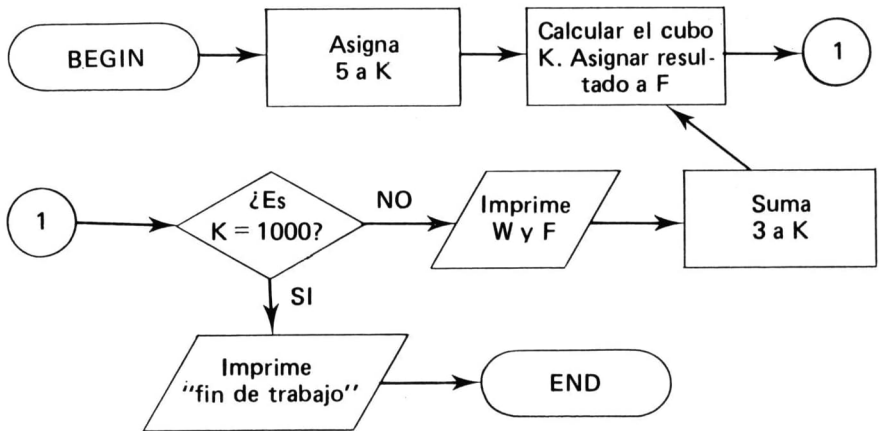 BEGIN
Asigna
5 a K
Calcular el cubo
K. Asignar resul-
tado a F
1
1
¿Es
K = 1000?
NO
Imprime
W y F
Suma
3 a K
SI
Imprime
"fin de trabajo"
END